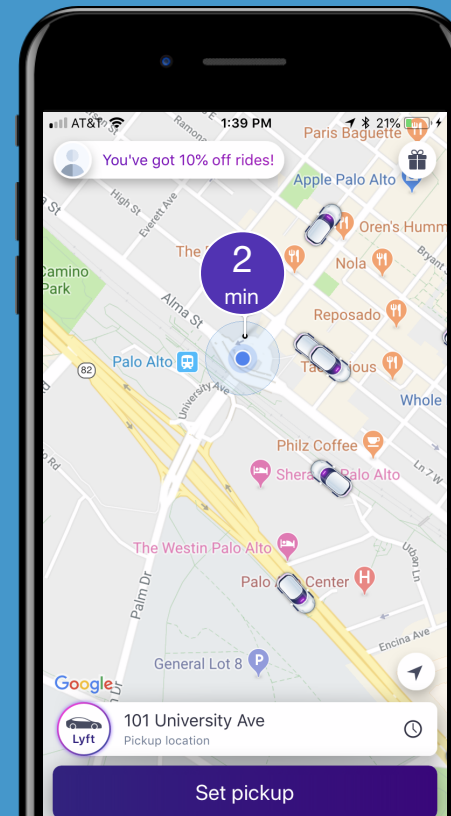 AT&T
1:39 PM
21%
Ramona
Paris Baguette
You've got 10% off rides!
Apple Palo Alto
High St
Everett Ave
Oren's Humm
The
Nola
Bryant
Camino
Park
2
min
Alma St
Reposado
Palo Alto
82
University Ave
Whole
Philz Coffee
Palo Alto
Ln 7 W
The Westin Palo Alto
Urban Ln
Palo
Center
H
Palm Dr
Encina Ave
General Lot 8
P
Google
Dr
101 University Ave
Lyft
Pickup location
Set pickup